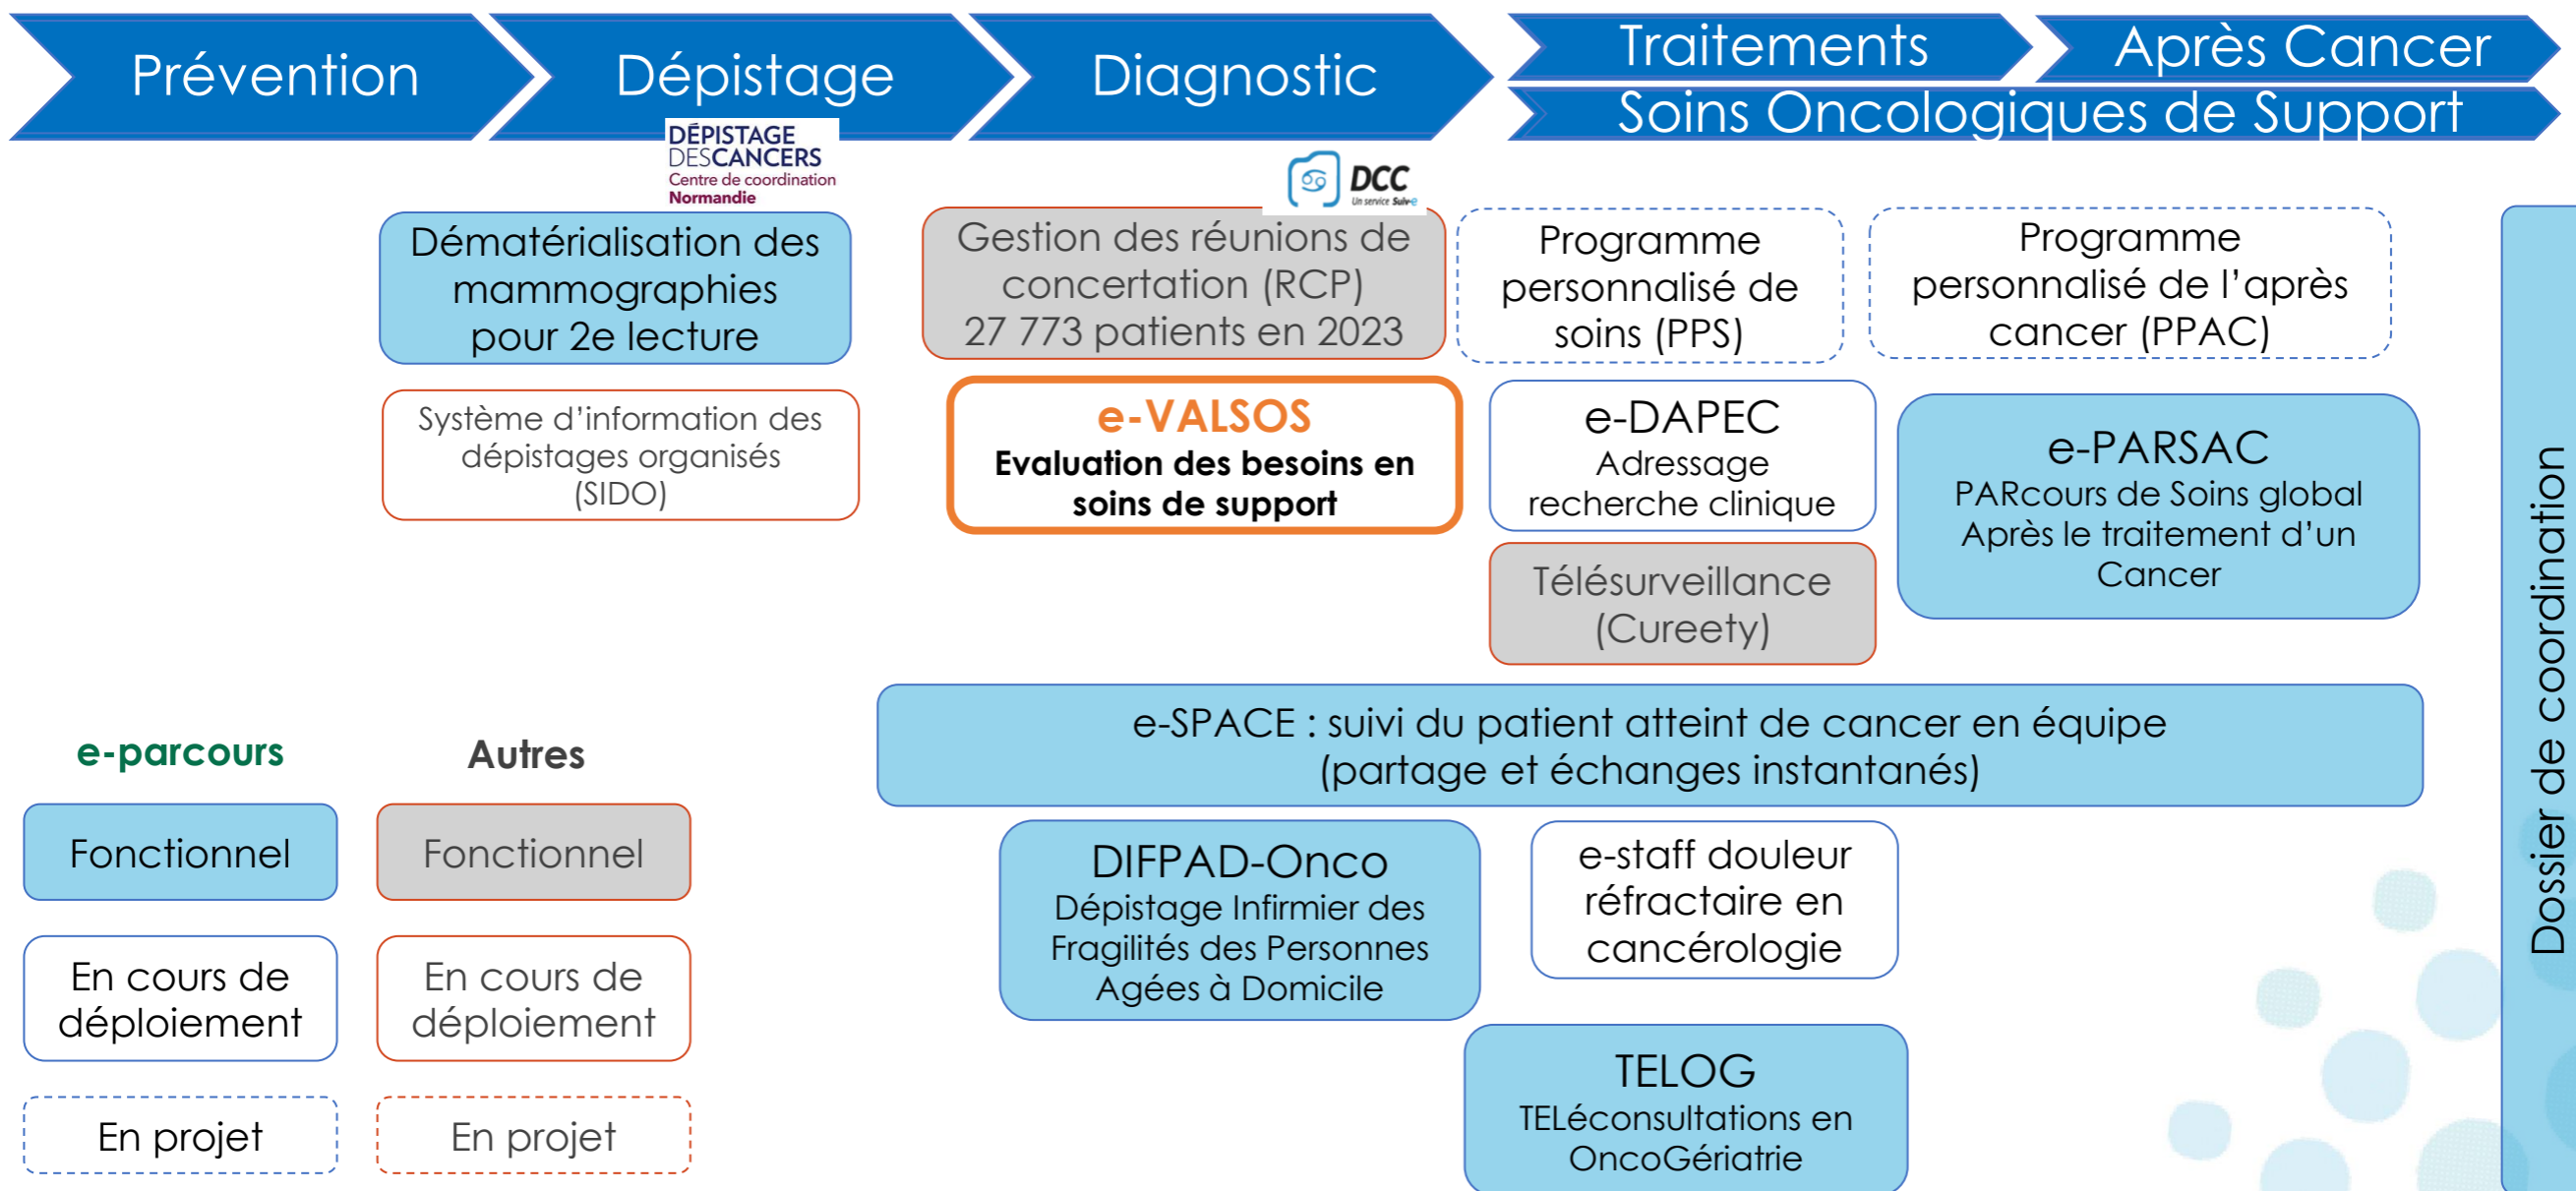 Prévention
Dépistage
Diagnostic
Traitements
Après Cancer
Soins Oncologiques de Support
DÉPISTAGE
DESCANCERS
Centre de coordination
Normandie
DCC
Un service Suiv-e
Dématérialisation des
mammographies
pour 2e lecture
Gestion des réunions de
concertation (RCP)
27 773 patients en 2023
Programme
personnalisé de
soins (PPS)
Programme
personnalisé de l’après
cancer (PPAC)
Système d’information des
dépistages organisés
(SIDO)
e-VALSOS
Evaluation des besoins en
soins de support
e-DAPEC
Adressage
recherche clinique
e-PARSAC
PARcours de Soins global
Après le traitement d’un
Cancer
Télésurveillance
(Cureety)
Dossier de coordination
e-SPACE : suivi du patient atteint de cancer en équipe
(partage et échanges instantanés)
e-parcours
Autres
Fonctionnel
Fonctionnel
En cours de
déploiement
En cours de
déploiement
En projet
En projet
DIFPAD-Onco
Dépistage Infirmier des
Fragilités des Personnes
Agées à Domicile
e-staff douleur
réfractaire en
cancérologie
TELOG
TELéconsultations en
OncoGériatrie